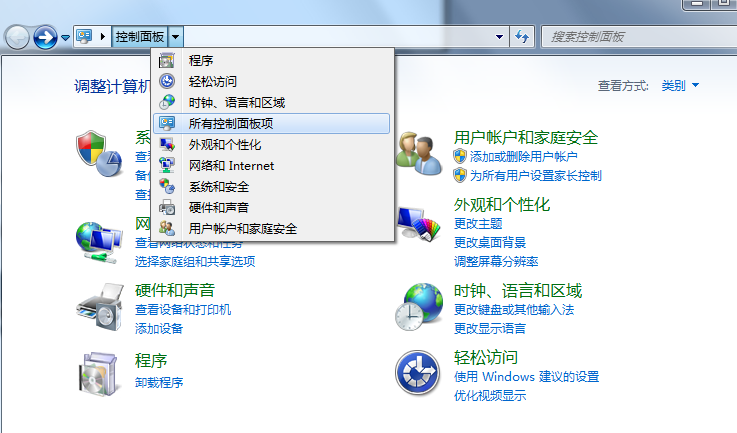 控制面板
搜索控制面板
调整计算机
查看方式: 类别
程序
轻松访问
时钟、语言和区域
所有控制面板项
外观和个性化
网络和 Internet
系统和安全
硬件和声音
用户帐户和家庭安全
系
查看
备份
查找
网
查看网络状态和任务
选择家庭组和共享选项
硬件和声音
查看设备和打印机
添加设备
程序
卸载程序
用户帐户和家庭安全
添加或删除用户帐户
为所有用户设置家长控制
外观和个性化
更改主题
更改桌面背景
调整屏幕分辨率
时钟、语言和区域
更改键盘或其他输入法
更改显示语言
轻松访问
使用 Windows 建议的设置
优化视频显示